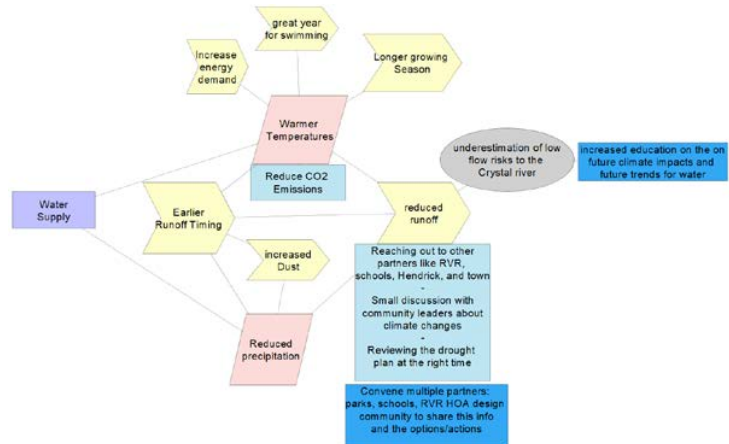 great year
for swimming
Increase
energy
demand
Longer growing
Season
Warmer
Temperatures
Reduce CO2
Emissions
underestimation of low
flow risks to the
Crystal river
increased education on the on
future climate impacts and
future trends for water
Water
Supply
Earlier
Runoff Timing
reduced
runoff
increased
Dust
Reaching out to other
partners like RVR,
schools, Hendrick, and town
-
Small discussion with
community leaders about
climate changes
-
Reviewing the drought
plan at the right time
Reduced
precipitation
Convene multiple partners:
parks, schools, RVR HOA design
community to share this info
and the options/actions